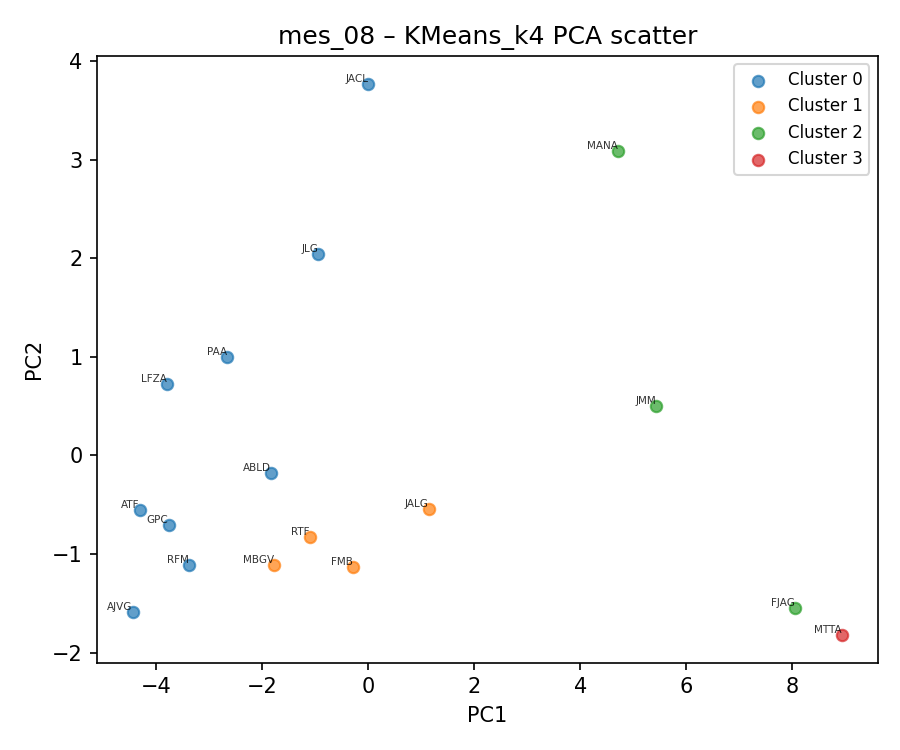 mes_08 – KMeans_k4 PCA scatter
Cluster 0
Cluster 1
Cluster 2
Cluster 3
PC2
4
3
2
1
0
−1
−2
JACL
MANA
JLG
PAA
LFZA
JMM
ABLD
ATF
GPC
JALG
RTF
RFM
MBGV
FMB
AJVG
FJAG
MTTA
−4
−2
0
2
4
6
8
PC1